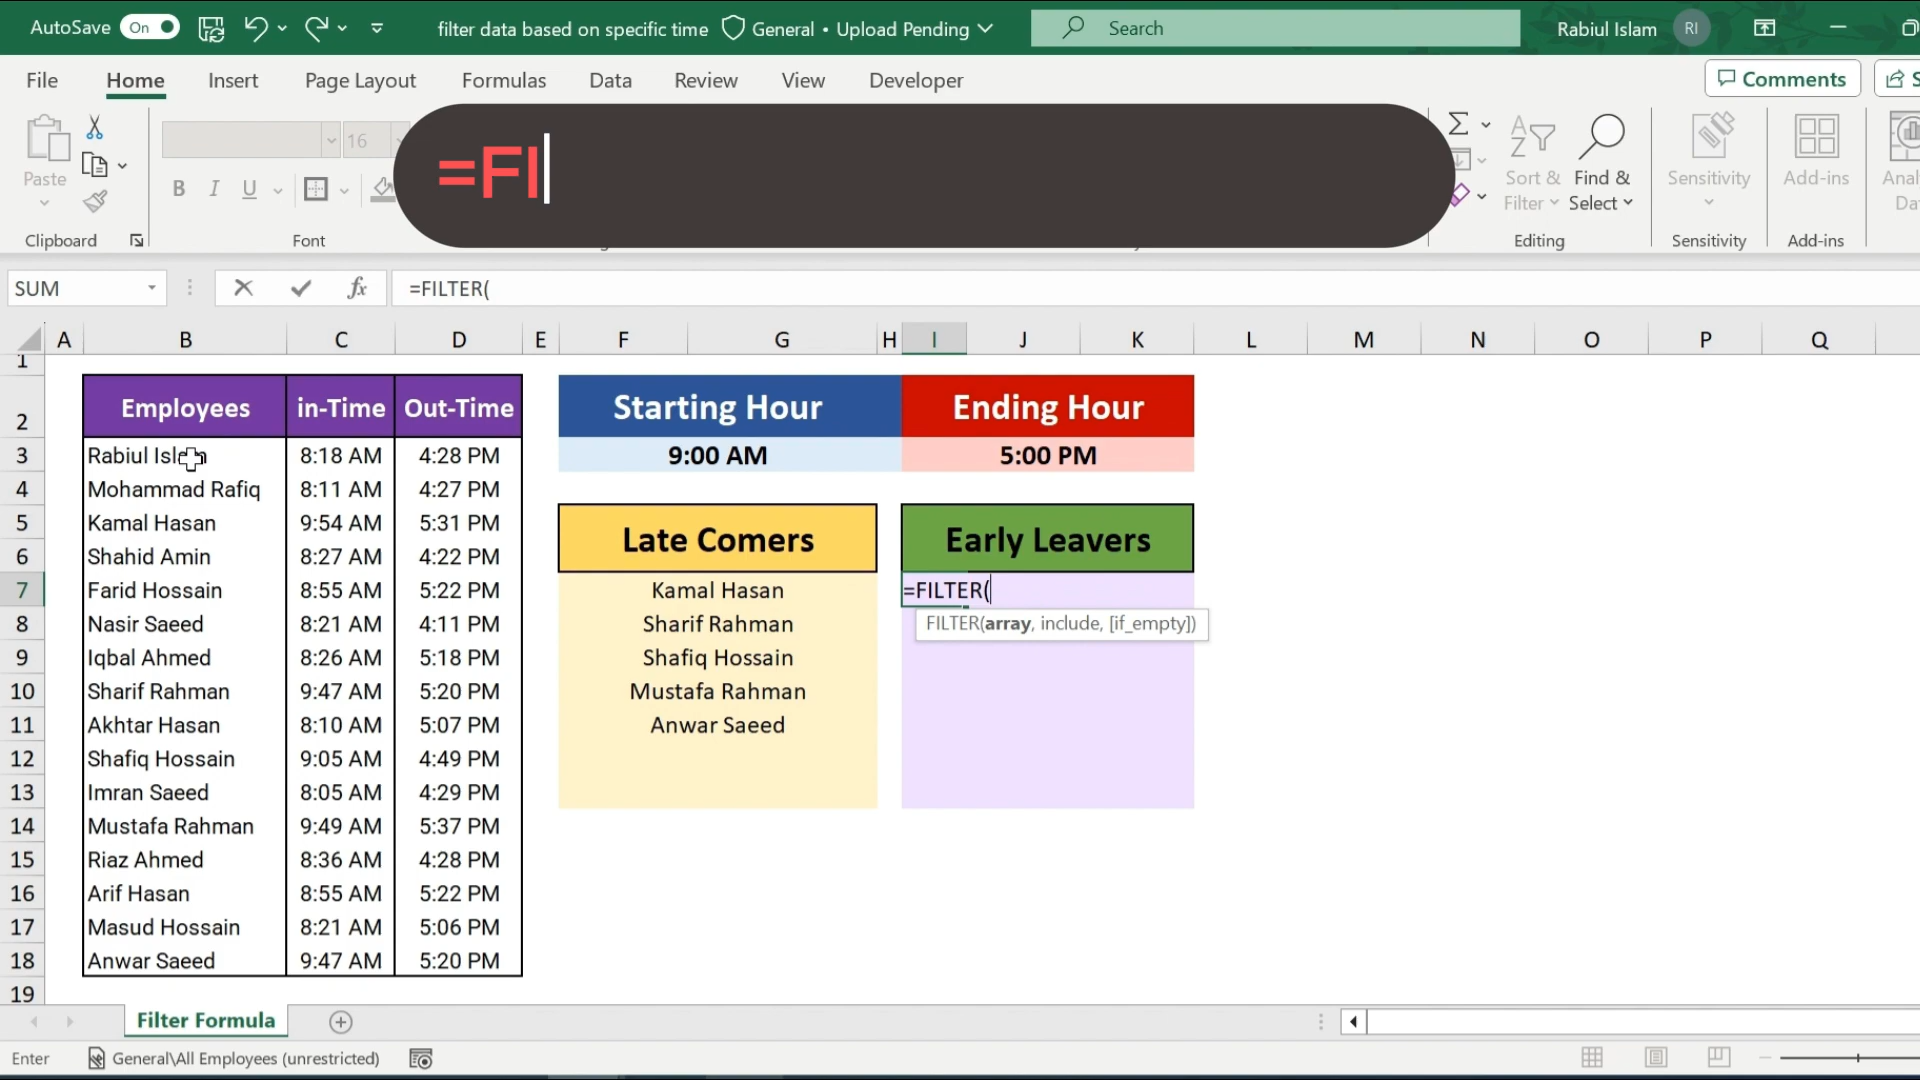 AutoSave On filter data based on specific time General • Upload Pending Search Rabiul Islam RI
File Home Insert Page Layout Formulas Data Review View Developer Comments
=FI
16
Paste
B I U
Sort & Filter
Find & Select
Sensitivity
Add-ins
Clipboard Font Editing Sensitivity Add-ins
SUM fx =FILTER(
A B C D E F G H I J K L M N O P Q
1
2 Employees in-Time Out-Time Starting Hour Ending Hour
3 Rabiul Islam 8:18 AM 4:28 PM 9:00 AM 5:00 PM
4 Mohammad Rafiq 8:11 AM 4:27 PM
5 Kamal Hasan 9:54 AM 5:31 PM Late Comers Early Leavers
6 Shahid Amin 8:27 AM 4:22 PM
7 Farid Hossain 8:55 AM 5:22 PM Kamal Hasan =FILTER(
8 Nasir Saeed 8:21 AM 4:11 PM Sharif Rahman FILTER(array, include, [if_empty])
9 Iqbal Ahmed 8:26 AM 5:18 PM Shafiq Hossain
10 Sharif Rahman 9:47 AM 5:20 PM Mustafa Rahman
11 Akhtar Hasan 8:10 AM 5:07 PM Anwar Saeed
12 Shafiq Hossain 9:05 AM 4:49 PM
13 Imran Saeed 8:05 AM 4:29 PM
14 Mustafa Rahman 9:49 AM 5:37 PM
15 Riaz Ahmed 8:36 AM 4:28 PM
16 Arif Hasan 8:55 AM 5:22 PM
17 Masud Hossain 8:21 AM 5:06 PM
18 Anwar Saeed 9:47 AM 5:20 PM
19
Filter Formula
Enter General\All Employees (unrestricted)